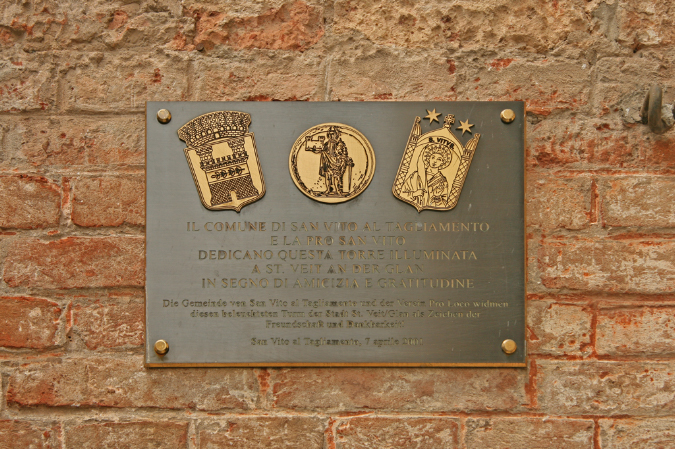 S. VITO
IL COMUNE DI SAN VITO AL TAGLIAMENTO
E LA PRO SAN VITO
DEDICANO QUESTA TORRE ILLUMINATA
A ST. VEIT AN DER GLAN
IN SEGNO DI AMICIZIA E GRATITUDINE
Die Gemeinde von San Vito al Tagliamento und der Pro Loco widmen
diesen beleuchteten Turm der Stadt St. Veit/Glan als Zeichen der
Freundschaft und Dankbarkeit
San Vito al Tagliamento, 7 aprile